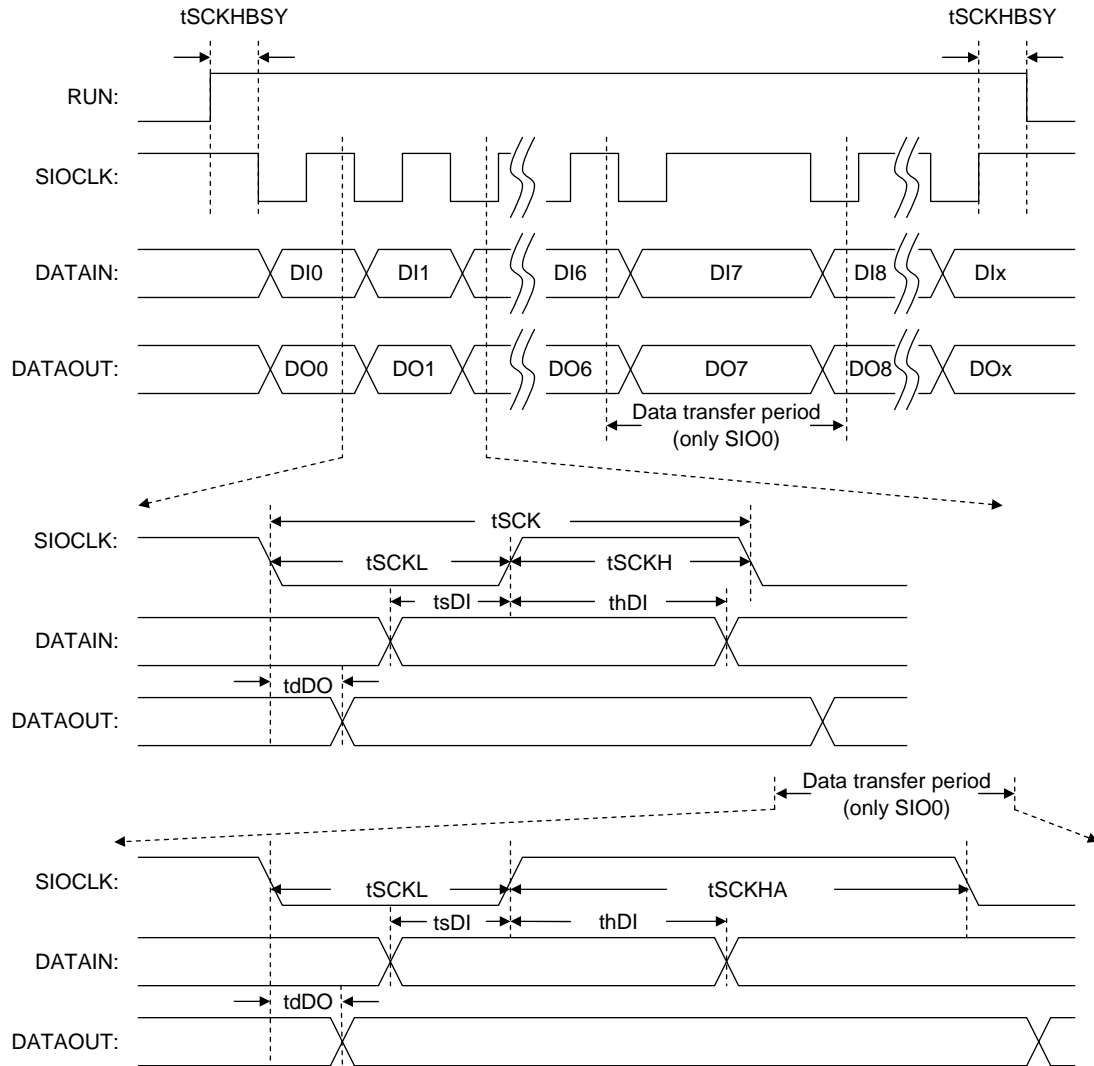 tSCKHBSY tSCKHBSY
RUN:
SIOCLK:
DATAIN: DI0 DI1 DI6 DI7 DI8 DIx
DATAOUT: DO0 DO1 DO6 DO7 DO8 DOx
Data transfer period
(only SIO0)
tSCK
SIOCLK:
tSCKL tSCKH
tsDI thDI
DATAIN:
tdDO
DATAOUT:
Data transfer period
(only SIO0)
SIOCLK:
tSCKL tSCKHA
tsDI thDI
DATAIN:
tdDO
DATAOUT: